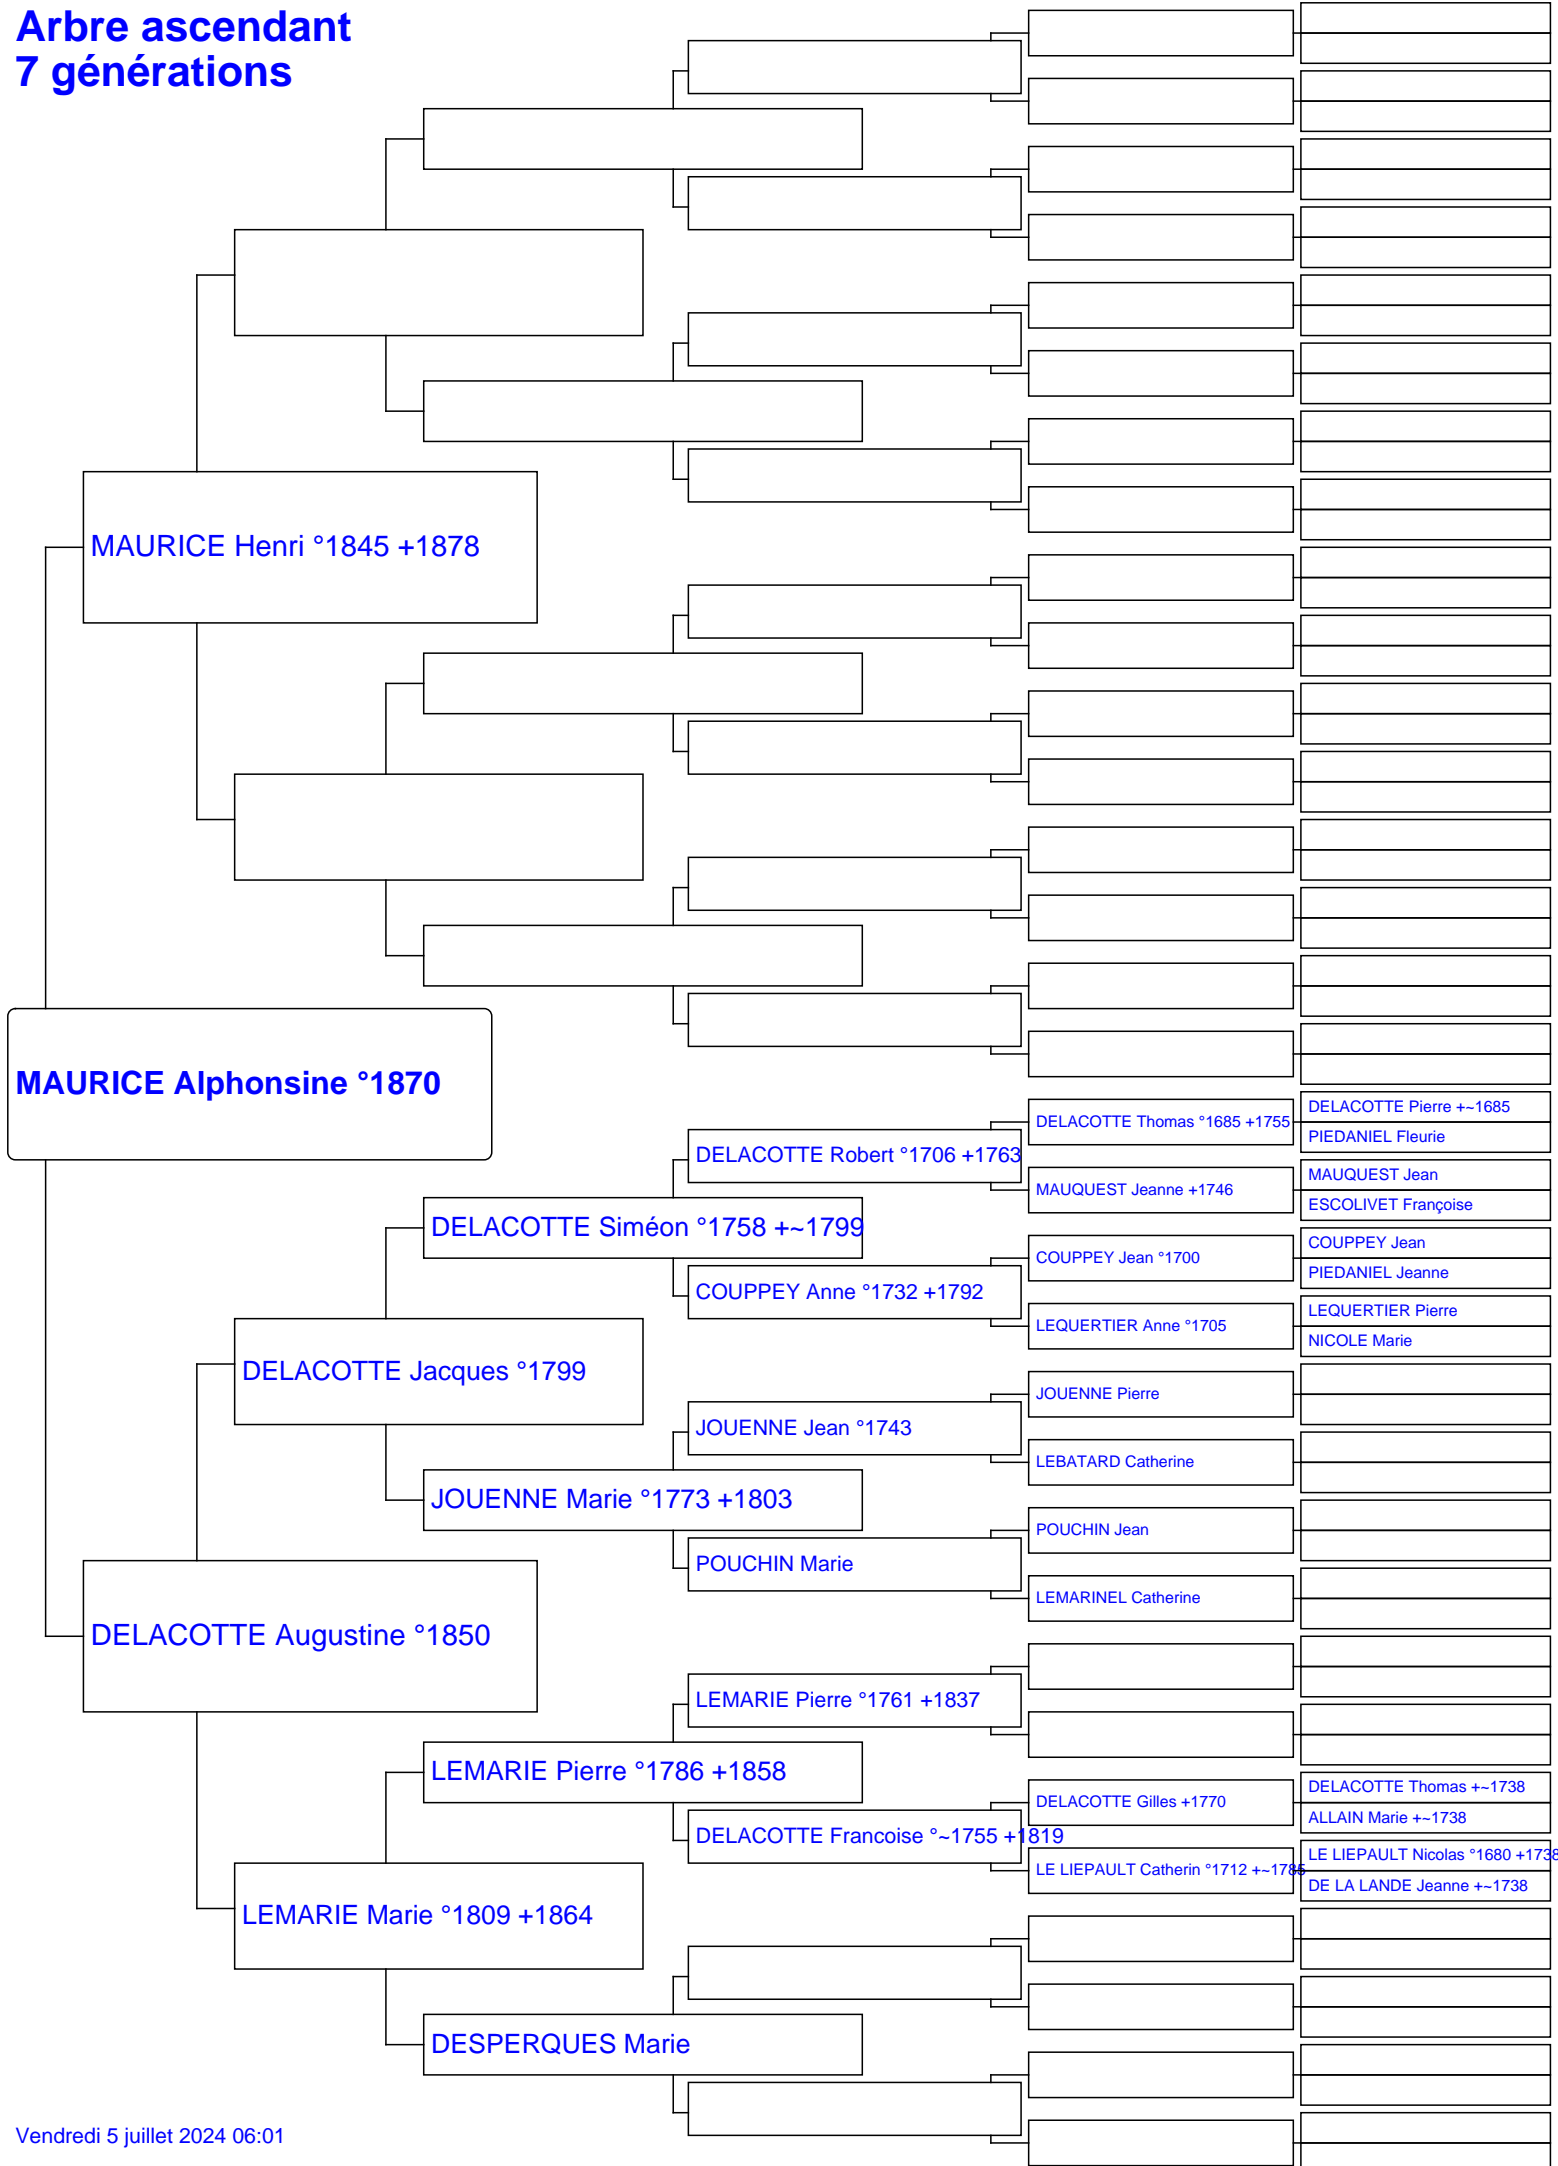 Arbre ascendant
7 générations
MAURICE Henri °1845 +1878
MAURICE Alphonsine °1870
DELACOTTE Pierre +~1685
DELACOTTE Thomas °1685 +1755
PIEDANIEL Fleurie
DELACOTTE Robert °1706 +1763
MAUQUEST Jean
MAUQUEST Jeanne +1746
ESCOLIVET Françoise
DELACOTTE Siméon °1758 +~1799
COUPPEY Jean
COUPPEY Jean °1700
PIEDANIEL Jeanne
COUPPEY Anne °1732 +1792
LEQUERTIER Pierre
LEQUERTIER Anne °1705
NICOLE Marie
DELACOTTE Jacques °1799
JOUENNE Pierre
JOUENNE Jean °1743
LEBATARD Catherine
JOUENNE Marie °1773 +1803
POUCHIN Jean
POUCHIN Marie
LEMARINEL Catherine
DELACOTTE Augustine °1850
LEMARIE Pierre °1761 +1837
LEMARIE Pierre °1786 +1858
DELACOTTE Thomas +~1738
DELACOTTE Gilles +1770
ALLAIN Marie +~1738
DELACOTTE Francoise °~1755 +1819
LE LIEPAULT Nicolas °1680 +1738
LE LIEPAULT Catherin °1712 +~1785
DE LA LANDE Jeanne +~1738
LEMARIE Marie °1809 +1864
DESPERQUES Marie
Vendredi 5 juillet 2024 06:01